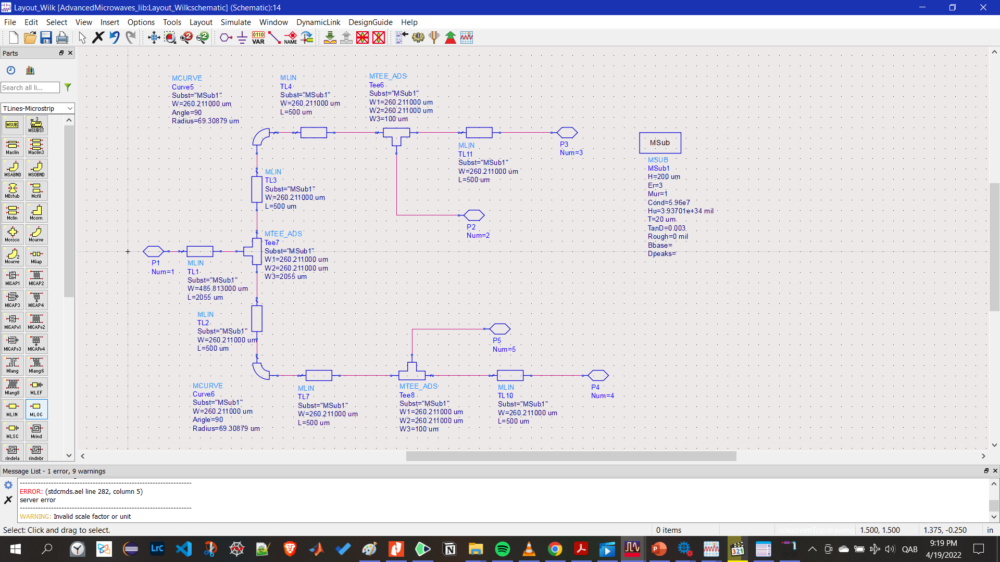 Layout_Wilk [AdvancedMicrowaves_lib:Layout_Wilk:schematic] (Schematic):14
File Edit Select View Insert Options Tools Layout Simulate Window DynamicLink DesignGuide Help
0110
VAR
NAME
Parts
Search all li...
TLines-Microstrip
MSUB
MSUBST
Maclin
Maclin3
MSABND
MSOBND
MBstub
Mcfil
Mclin
Mcorn
Mcroso
Mcurve
Mcurve
MGap
MICAP1
MICAP2
MICAP3
MICAP4
MICAPo1
MICAPo2
MICAPo3
MICAPo4
Mlang
Mlang6
Mlang8
MLEF
MLIN
MLOC
MLSC
Mrind
rindela
rindnbr
MCURVE
Curve5
Subst="MSub1"
W=260.211000 um
Angle=90
Radius=69.30879 um
MLIN
TL4
Subst="MSub1"
W=260.211000 um
L=500 um
MTEE_ADS
Tee6
Subst="MSub1"
W1=260.211000 um
W2=260.211000 um
W3=100 um
MLIN
TL11
Subst="MSub1"
W=260.211000 um
L=500 um
P3
Num=3
MSub
MSUB
MSub1
H=200 um
Er=3
Mur=1
Cond=5.96e7
Hu=3.93701e+34 mil
T=20 um
TanD=0.003
Rough=0 mil
Bbase=
Dpeaks=
MLIN
TL3
Subst="MSub1"
W=260.211000 um
L=500 um
P2
Num=2
MTEE_ADS
Tee7
Subst="MSub1"
W1=260.211000 um
W2=260.211000 um
W3=2055 um
P1
Num=1
MLIN
TL1
Subst="MSub1"
W=485.813000 um
L=2055 um
MLIN
TL2
Subst="MSub1"
W=260.211000 um
L=500 um
P5
Num=5
MCURVE
Curve6
Subst="MSub1"
W=260.211000 um
Angle=90
Radius=69.30879 um
MLIN
TL7
Subst="MSub1"
W=260.211000 um
L=500 um
MTEE_ADS
Tee8
Subst="MSub1"
W1=260.211000 um
W2=260.211000 um
W3=100 um
MLIN
TL10
Subst="MSub1"
W=260.211000 um
L=500 um
P4
Num=4
Message List - 1 error, 9 warnings
ERROR: (stdcmds.ael line 282, column 5)
server error
WARNING: Invalid scale factor or unit
Select: Click and drag to select.
0 items
silkscreenTop:drawing
1.500, 1.500
1.375, -0.250
in
LrC
321
QAB
9:19 PM
4/19/2022